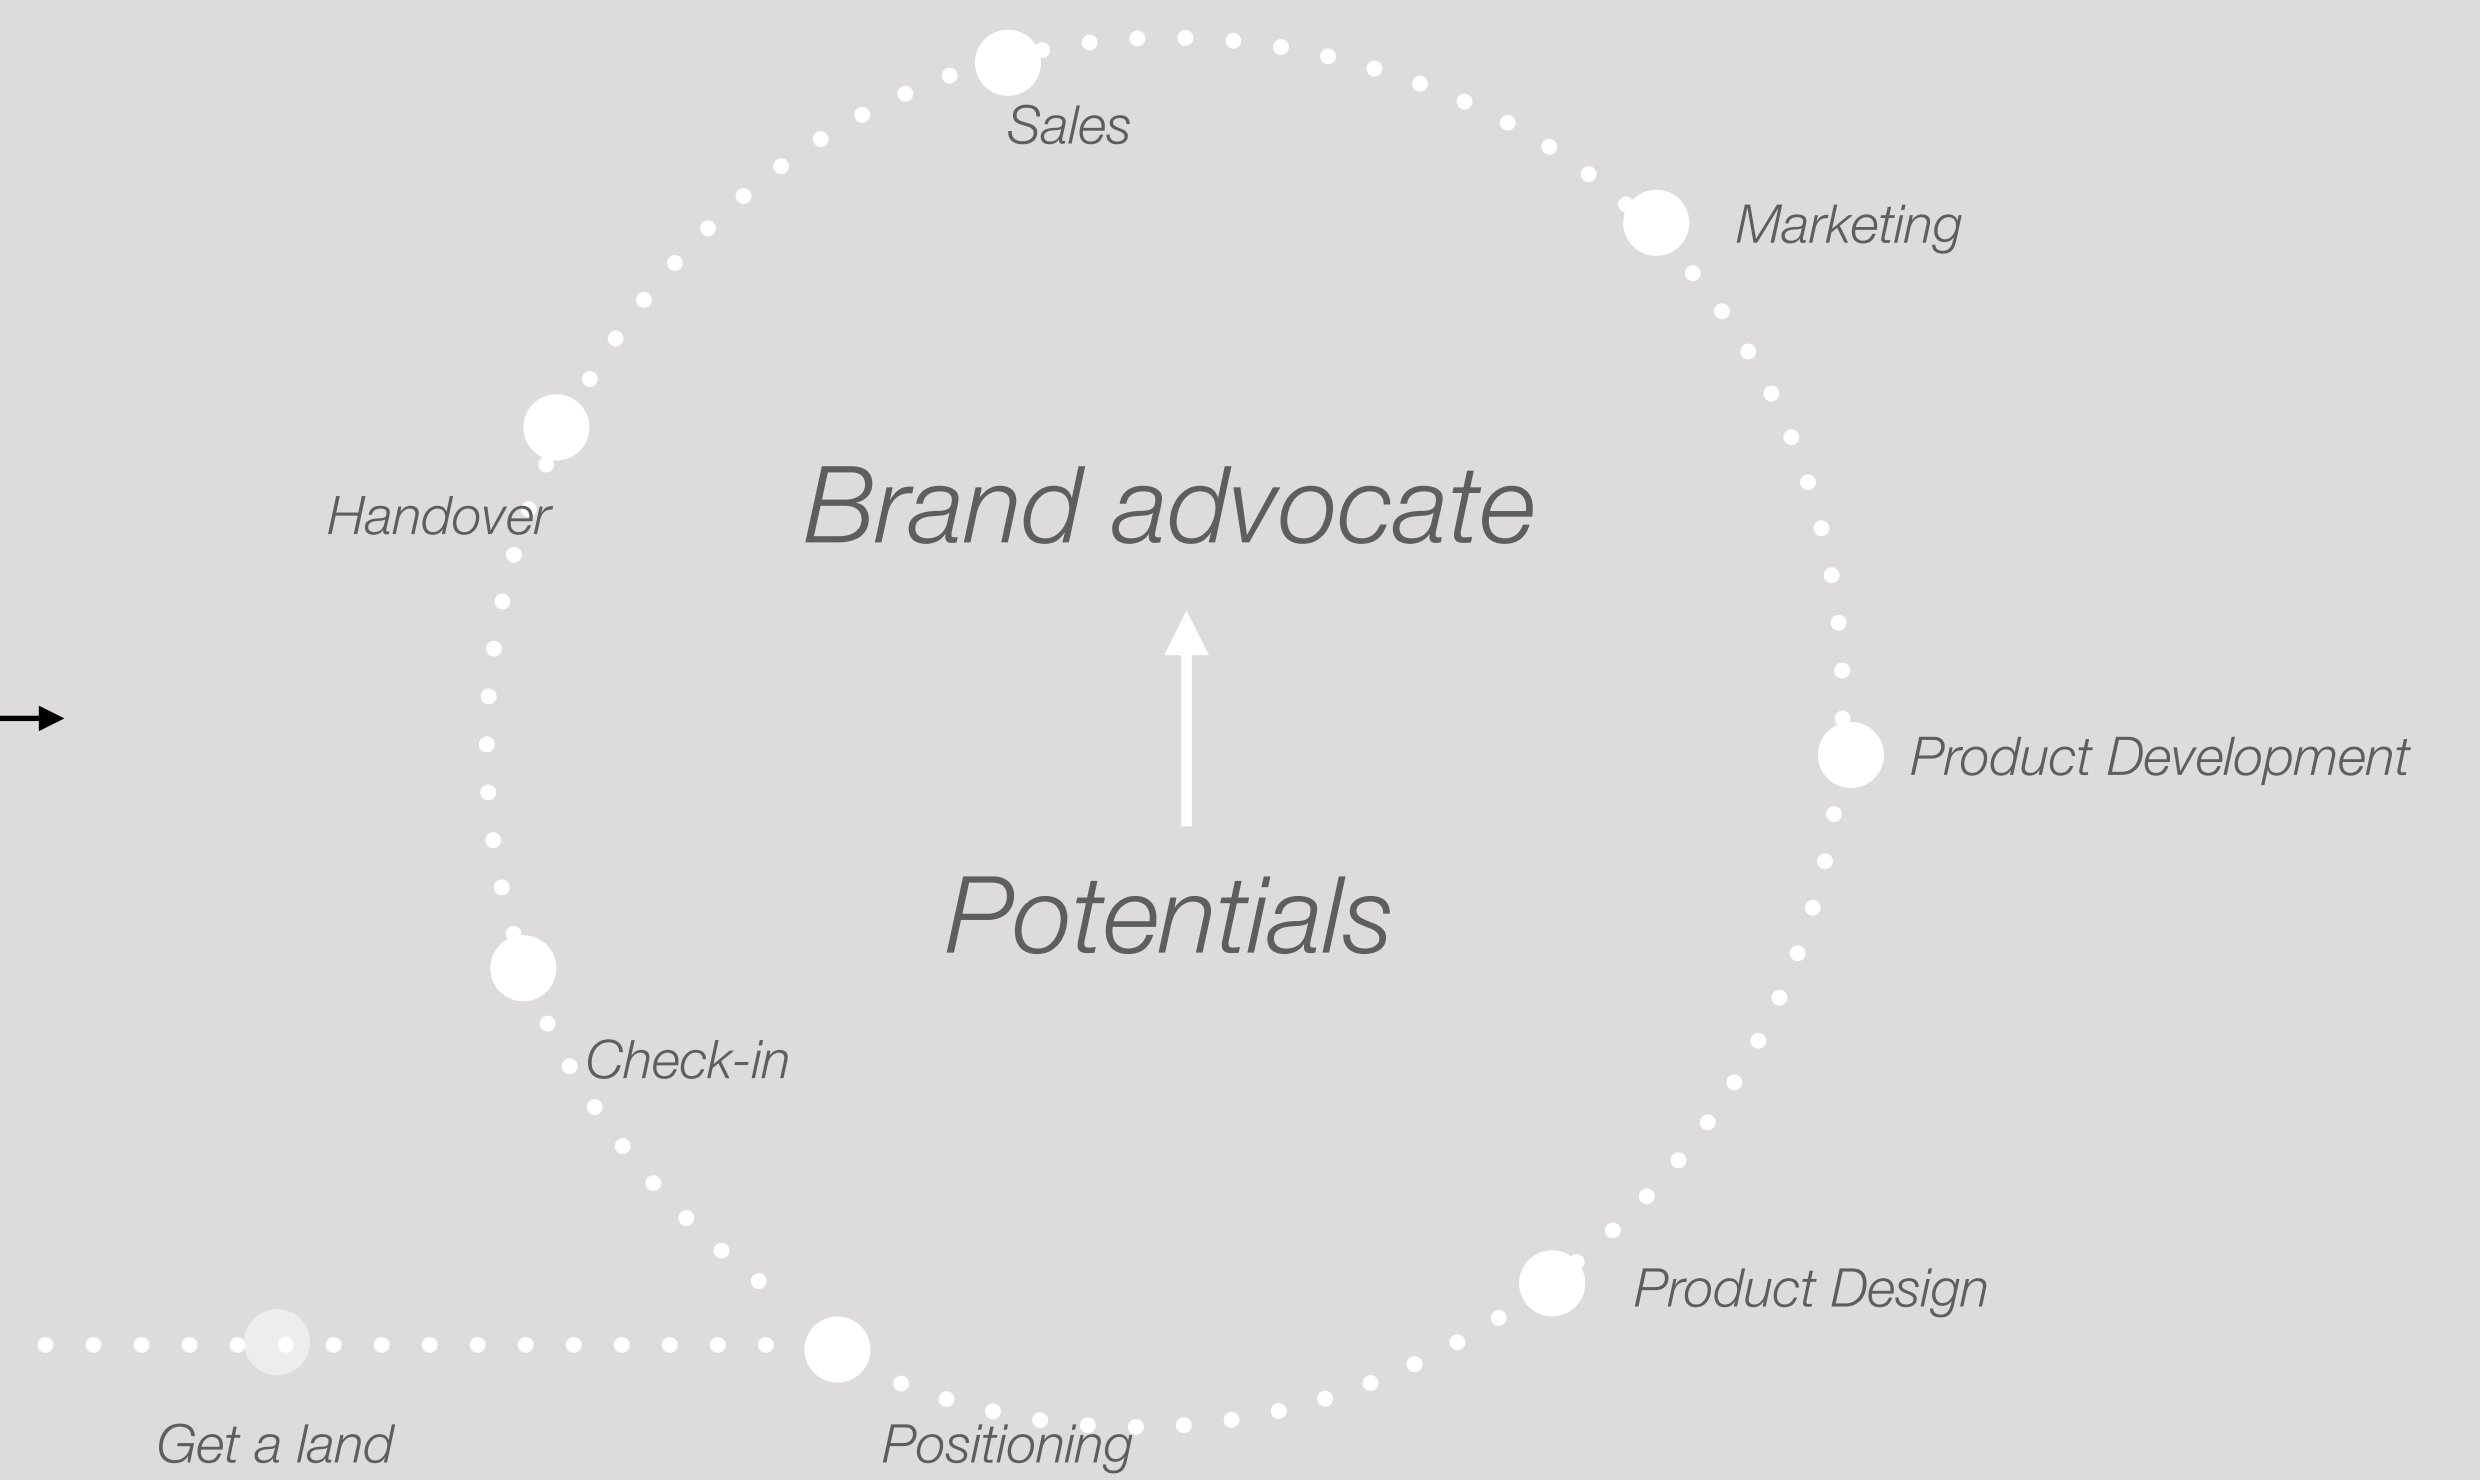 Sales
Marketing
Handover
Brand advocate
Product Development
Potentials
Check-in
Product Design
Get a land
Positioning